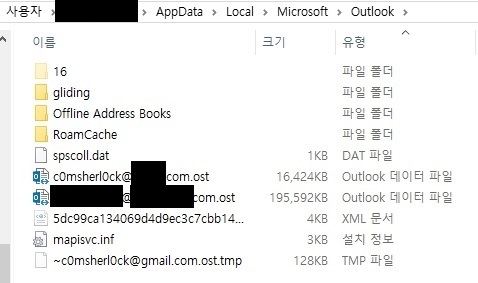 사용자 > AppData > Local > Microsoft > Outlook >
이름 크기 유형
16 파일 폴더
gliding 파일 폴더
Offline Address Books 파일 폴더
RoamCache 파일 폴더
spscoll.dat 1KB DAT 파일
c0msherl0ck@ com.ost 16,424KB Outlook 데이터 파일
@ com.ost 195,592KB Outlook 데이터 파일
5dc99ca134069d4d9ec3c7cbb14... 4KB XML 문서
mapisvc.inf 3KB 설치 정보
~c0msherl0ck@gmail.com.ost.tmp 128KB TMP 파일